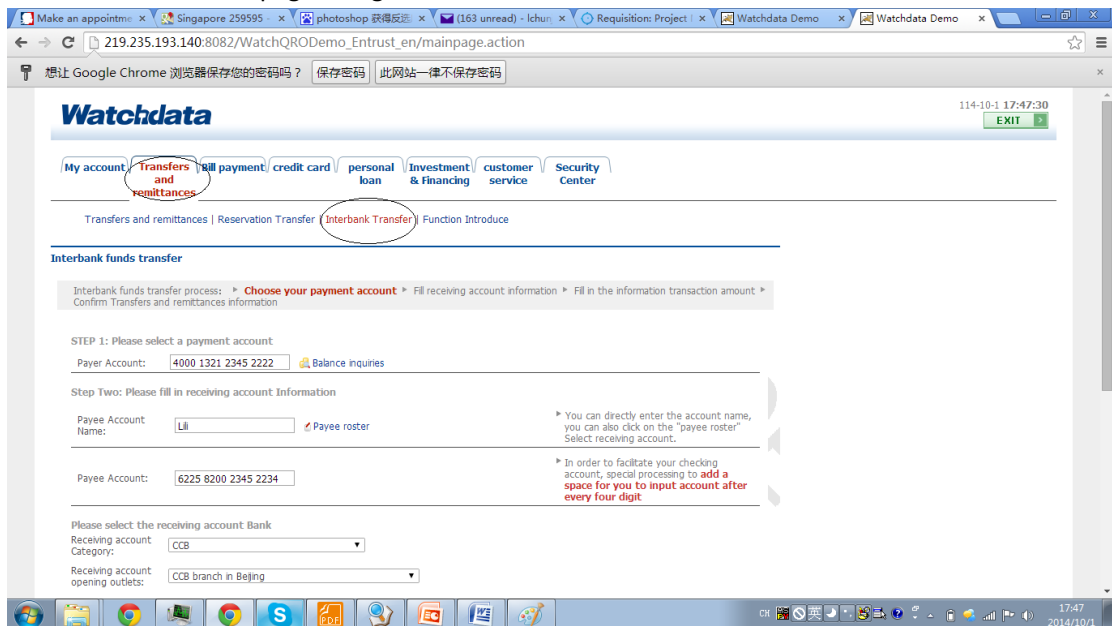 Make an appointme
Singapore 259595 -
photoshop 获得反选
(163 unread) - lchun
Requisition: Project
Watchdata Demo
Watchdata Demo
219.235.193.140:8082/WatchQRODemo_Entrust_en/mainpage.action
想让 Google Chrome 浏览器保存您的密码吗？ 保存密码 此网站一律不保存密码
Watchdata
114-10-1 17:47:30
EXIT
My account
Transfers and remittances
Bill payment
credit card
personal loan
Investment & Financing
customer service
Security Center
Transfers and remittances | Reservation Transfer | Interbank Transfer | Function Introduce
Interbank funds transfer
Interbank funds transfer process: Choose your payment account Fill receiving account information Fill in the information transaction amount
Confirm Transfers and remittances information
STEP 1: Please select a payment account
Payer Account: 4000 1321 2345 2222 Balance inquiries
Step Two: Please fill in receiving account Information
Payee Account Name: Lili Payee roster
You can directly enter the account name,
you can also click on the "payee roster"
Select receiving account.
Payee Account: 6225 8200 2345 2234
In order to facilitate your checking
account, special processing to add a
space for you to input account after
every four digit
Please select the receiving account Bank
Receiving account Category: CCB
Receiving account opening outlets: CCB branch in Beijing
CH 英
17:47
2014/10/1